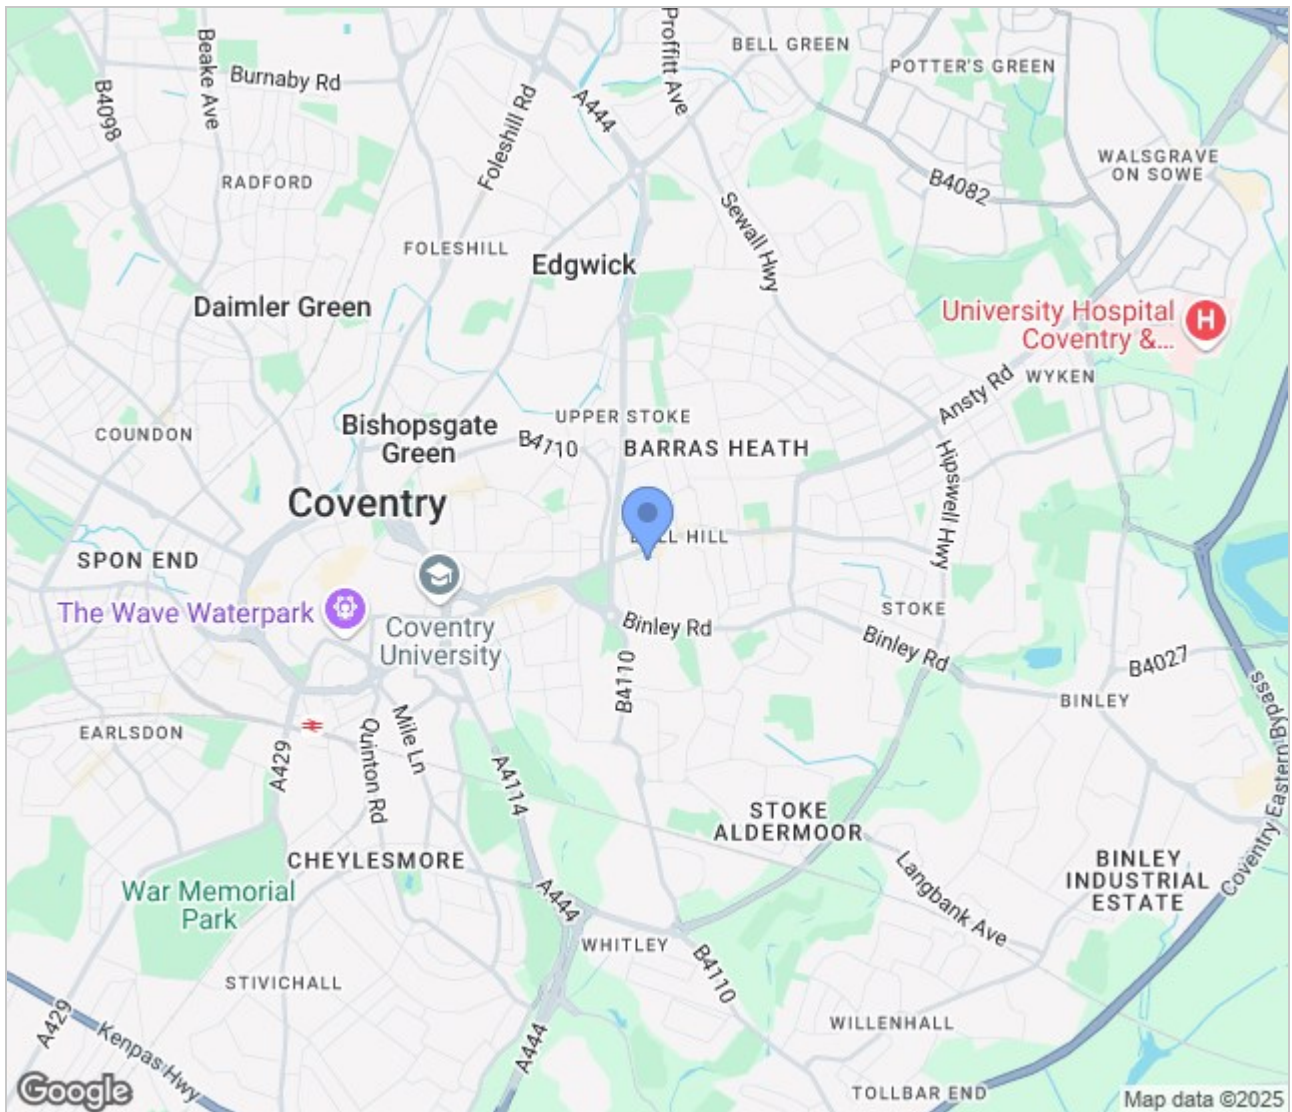 Proffitt Ave
BELL GREEN
Beake Ave
POTTER'S GREEN
Burnaby Rd
B4098
A444
Foleshill Rd
WALSGRAVE
ON SOWE
RADFORD
B4082
Sewall Hwy
FOLESHILL
Edgwick
Daimler Green
University Hospital
Coventry &...
H
WYKEN
Ansty Rd
UPPER STOKE
Bishopsgate
Green
COUNDON
B4110
BARRAS HEATH
Hipswell Hwy
Coventry
HILL
SPON END
The Wave Waterpark
STOKE
Coventry
University
Binley Rd
Binley Rd
B4027
B4110
BINLEY
Coventry Eastern Bypass
EARLSDON
A429
Quinton Rd
Mile Ln
A4114
STOKE
ALDERMOOR
CHEYLESMORE
Langbank Ave
BINLEY
INDUSTRIAL
ESTATE
War Memorial
Park
A444
WHITLEY
B4110
STIVICHALL
WILLENHALL
A429
Kenpas Hwy
A444
TOLLBAR END
Google
Map data ©2025